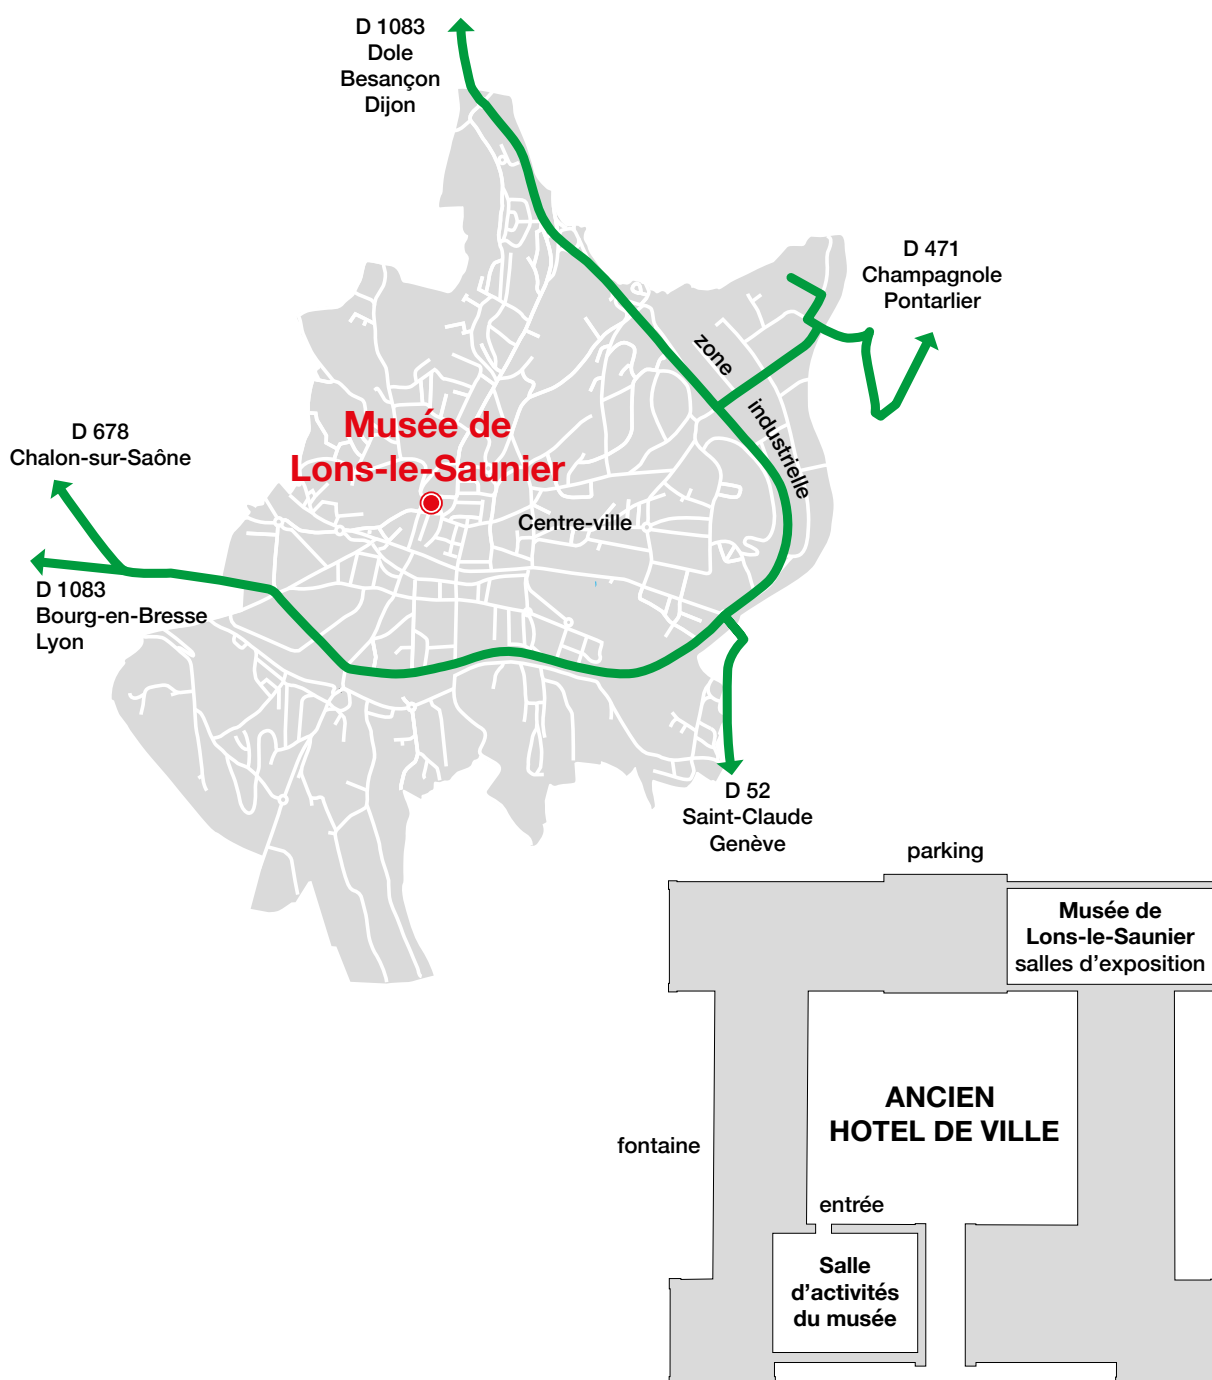 D 1083
Dole
Besançon
Dijon
D 471
Champagnole
Pontarlier
zone
industrielle
Musée de
Lons-le-Saunier
D 678
Chalon-sur-Saône
Centre-ville
D 1083
Bourg-en-Bresse
Lyon
D 52
Saint-Claude
Genève
parking
Musée de
Lons-le-Saunier
salles d'exposition
ANCIEN
HOTEL DE VILLE
fontaine
entrée
Salle
d'activités
du musée